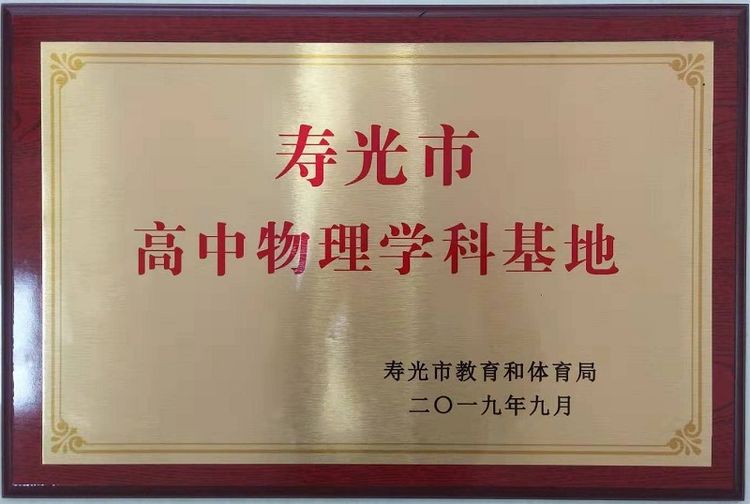 寿光市
高中物理学科基地
寿光市教育和体育局
二〇一九年九月